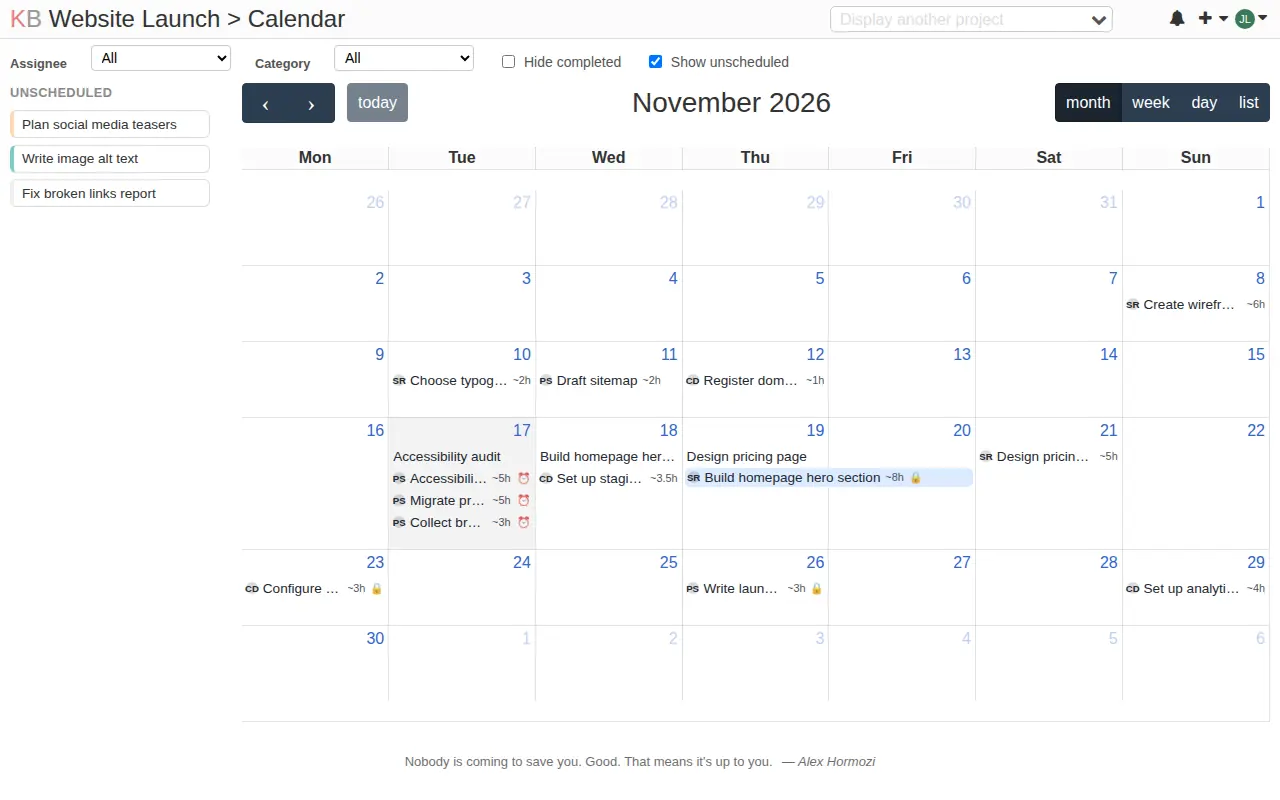 KB Website Launch > Calendar
Display another project
JL
Assignee All Category All Hide completed Show unscheduled
UNSCHEDULED
Plan social media teasers
Write image alt text
Fix broken links report
‹ › today
November 2026
month week day list
Mon Tue Wed Thu Fri Sat Sun
26 27 28 29 30 31 1
2 3 4 5 6 7 8
SR Create wirefr… ~6h
9 10 11 12 13 14 15
SR Choose typog… ~2h PS Draft sitemap ~2h CD Register dom… ~1h
16 17 18 19 20 21 22
Accessibility audit Build homepage her… Design pricing page SR Design pricin… ~5h
PS Accessibili… ~5h CD Set up stagi… ~3.5h SR Build homepage hero section ~8h
PS Migrate pr… ~5h
PS Collect br… ~3h
23 24 25 26 27 28 29
CD Configure … ~3h PS Write laun… ~3h CD Set up analyti… ~4h
30 1 2 3 4 5 6
Nobody is coming to save you. Good. That means it's up to you. — Alex Hormozi